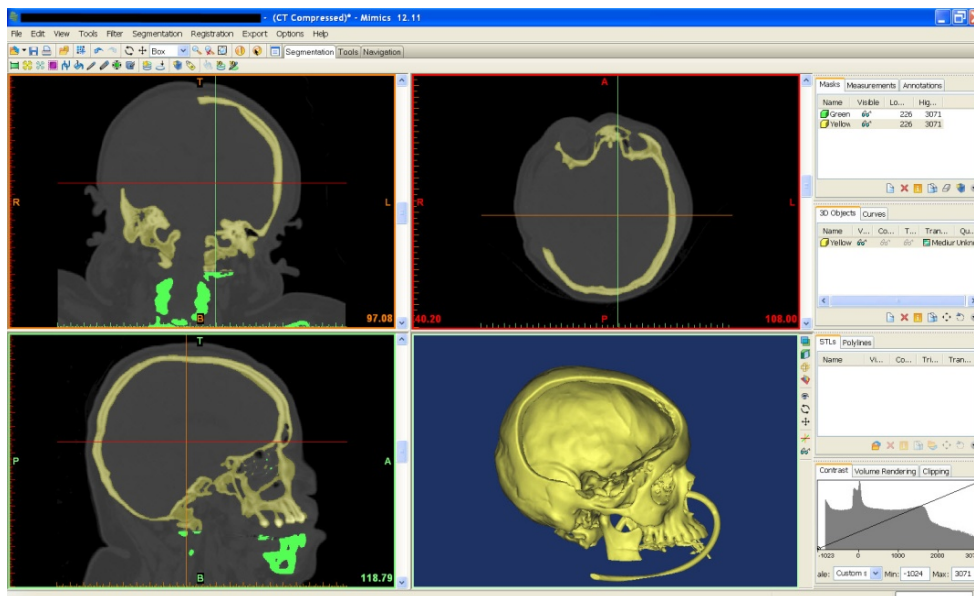 - (CT Compressed)* - Mimics 12.11
File Edit View Tools Filter Segmentation Registration Export Options Help
Box Segmentation Tools Navigation
T
R
L
B
97.08
A
R
L
P
40.20
108.00
T
P
A
B
118.79
Masks Measurements Annotations
Name Visible Lo... Hig...
Green 226 3071
Yellow 226 3071
3D Objects Curves
Name V... Co... T... Tran... Qu...
Yellow Mediur Unkn
STLs Polylines
Name Vi... Co... Tri... Tran...
Contrast Volume Rendering Clipping
-1023 0 1000 2000 307
ale: Custom s Min: -1024 Max: 3071